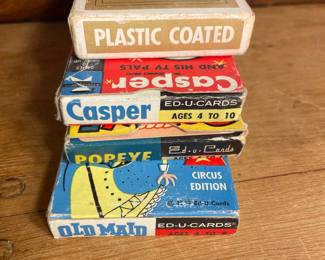 PLASTIC COATED
Casper
AND HIS TV PALS
Casper
ED-U-CARDS
AGES 4 TO 10
POPEYE
Ed-u-Cards
CIRCUS
EDITION
Ed-U-Cards
OLD MAID
ED-U-CARDS